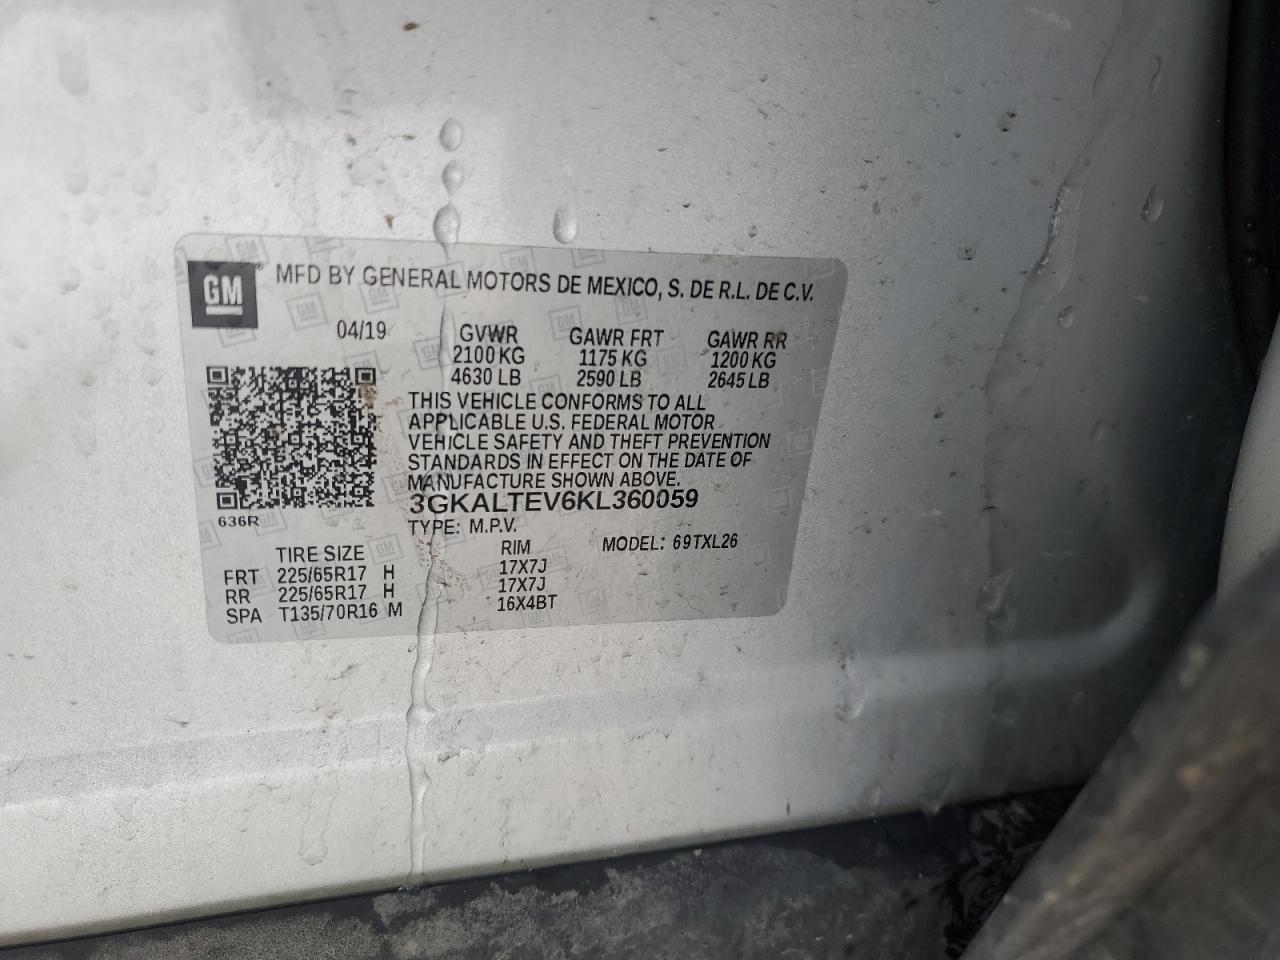 GM® MFD BY GENERAL MOTORS DE MEXICO, S. DE R.L. DE C.V.
04/19 GVWR GAWR FRT GAWR RR
2100 KG 1175 KG 1200 KG
4630 LB 2590 LB 2645 LB
THIS VEHICLE CONFORMS TO ALL
APPLICABLE U.S. FEDERAL MOTOR
VEHICLE SAFETY AND THEFT PREVENTION
STANDARDS IN EFFECT ON THE DATE OF
MANUFACTURE SHOWN ABOVE.
3GKALTEV6KL360059
636R TYPE: M.P.V. MODEL: 69TXL26
TIRE SIZE RIM
FRT 225/65R17 H 17X7J
RR 225/65R17 H 17X7J
SPA T135/70R16 M 16X4BT